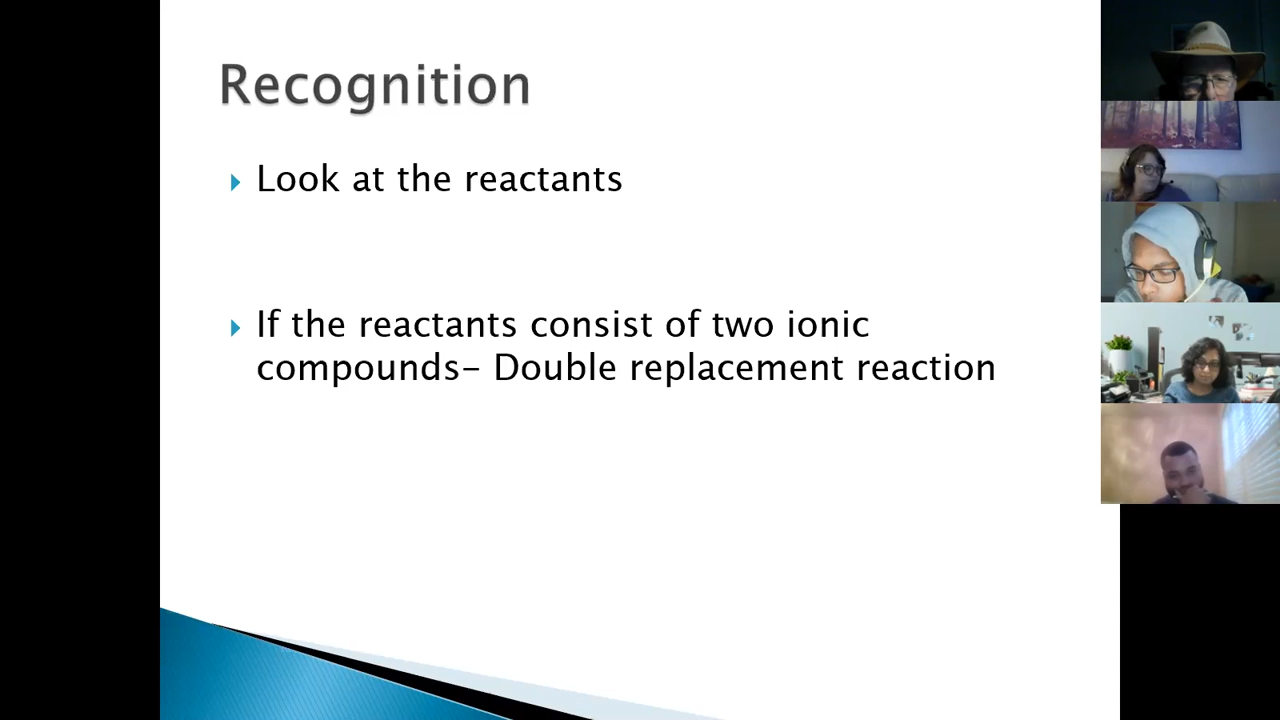 Recognition
Look at the reactants
If the reactants consist of two ionic
compounds- Double replacement reaction